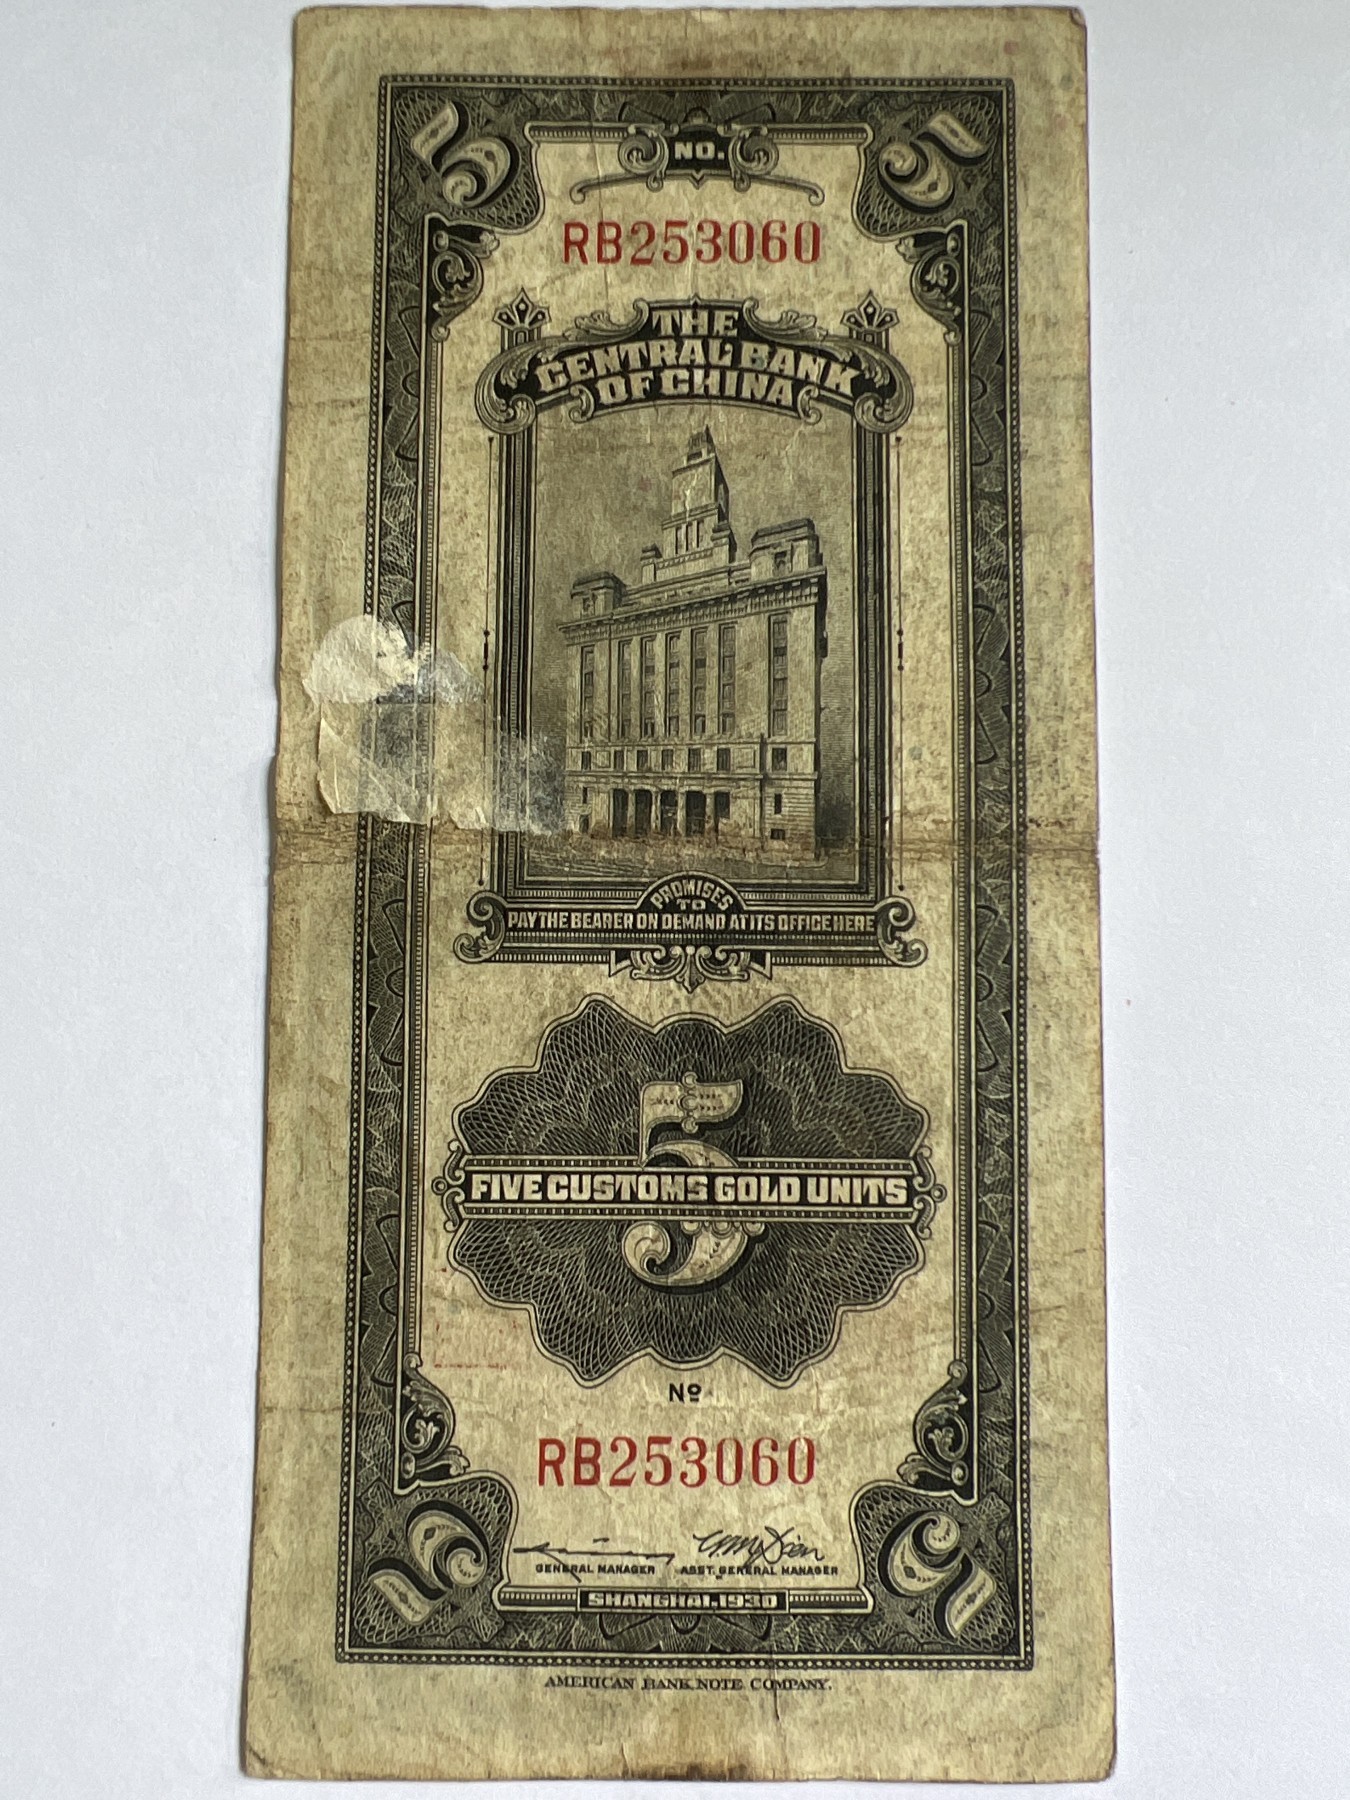 5 5
NO.
RB253060
THE
CENTRAL BANK
OF CHINA
PROMISES
TO
PAY THE BEARER ON DEMAND AT ITS OFFICE HERE
5
FIVE CUSTOMS GOLD UNITS
Nº
RB253060
GENERAL MANAGER ASST. GENERAL MANAGER
SHANGHAI, 1930
5 5
AMERICAN BANK NOTE COMPANY.